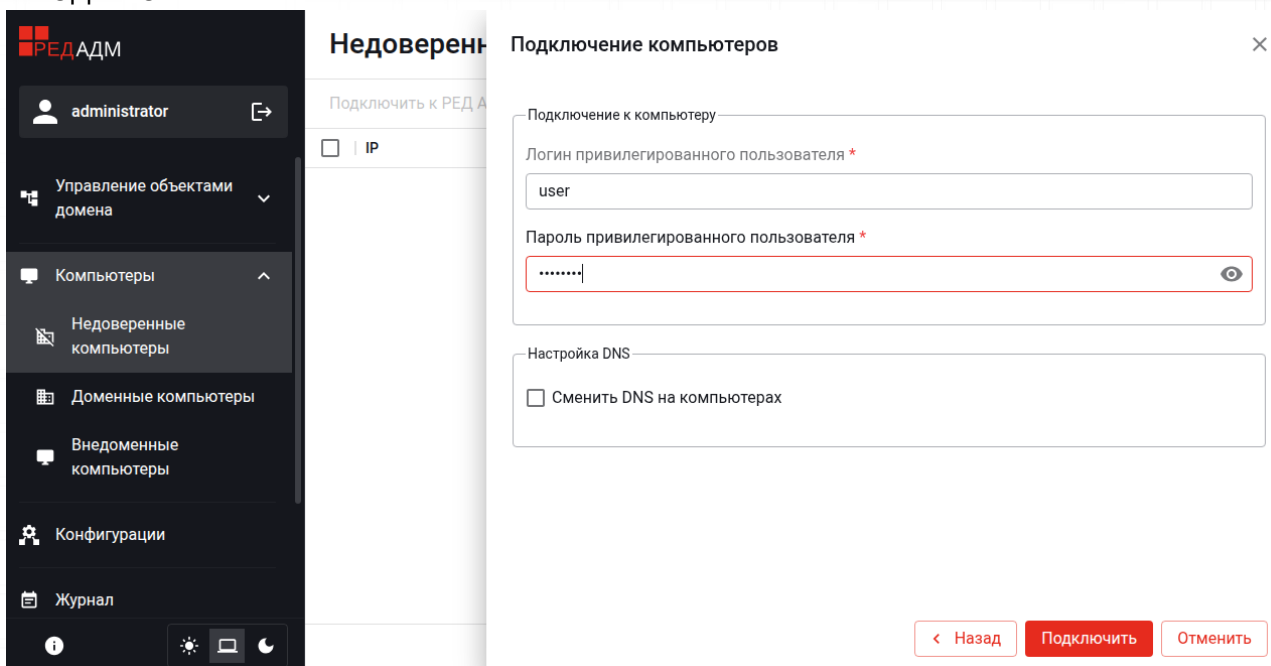 РЕДАДМ
administrator
Управление объектами
домена
Компьютеры
Недоверенные
компьютеры
Доменные компьютеры
Внедоменные
компьютеры
Конфигурации
Журнал
Недоверенн
Подключить к РЕД А
IP
Подключение компьютеров
Подключение к компьютеру
Логин привилегированного пользователя *
user
Пароль привилегированного пользователя *
••••••••
Настройка DNS
Сменить DNS на компьютерах
Назад
Подключить
Отменить